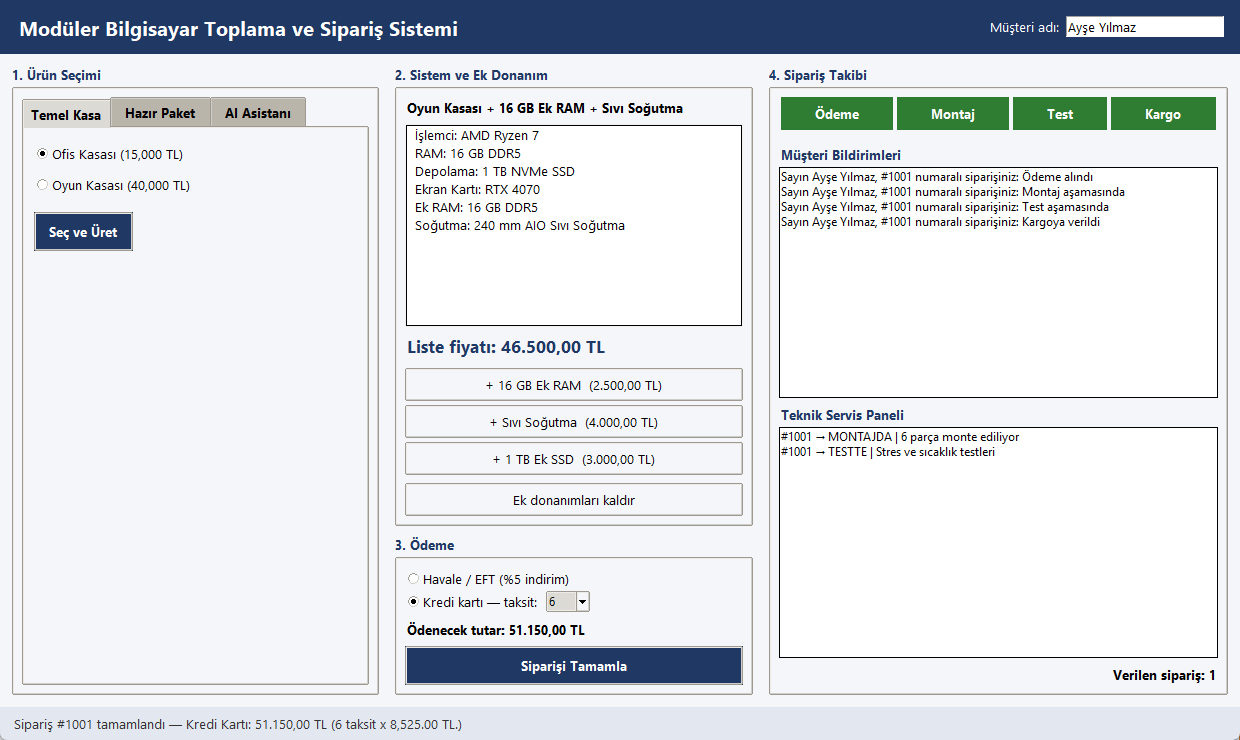 Modüler Bilgisayar Toplama ve Sipariş Sistemi
Müşteri adı: Ayşe Yılmaz
1. Ürün Seçimi
Temel Kasa
Hazır Paket
AI Asistanı
Ofis Kasası (15,000 TL)
Oyun Kasası (40,000 TL)
Seç ve Üret
2. Sistem ve Ek Donanım
Oyun Kasası + 16 GB Ek RAM + Sıvı Soğutma
İşlemci: AMD Ryzen 7
RAM: 16 GB DDR5
Depolama: 1 TB NVMe SSD
Ekran Kartı: RTX 4070
Ek RAM: 16 GB DDR5
Soğutma: 240 mm AIO Sıvı Soğutma
Liste fiyatı: 46.500,00 TL
+ 16 GB Ek RAM (2.500,00 TL)
+ Sıvı Soğutma (4.000,00 TL)
+ 1 TB Ek SSD (3.000,00 TL)
Ek donanımları kaldır
3. Ödeme
Havale / EFT (%5 indirim)
Kredi kartı — taksit: 6
Ödenecek tutar: 51.150,00 TL
Siparişi Tamamla
4. Sipariş Takibi
Ödeme
Montaj
Test
Kargo
Müşteri Bildirimleri
Sayın Ayşe Yılmaz, #1001 numaralı siparişiniz: Ödeme alındı
Sayın Ayşe Yılmaz, #1001 numaralı siparişiniz: Montaj aşamasında
Sayın Ayşe Yılmaz, #1001 numaralı siparişiniz: Test aşamasında
Sayın Ayşe Yılmaz, #1001 numaralı siparişiniz: Kargoya verildi
Teknik Servis Paneli
#1001 → MONTAJDA | 6 parça monte ediliyor
#1001 → TESTTE | Stres ve sıcaklık testleri
Verilen sipariş: 1
Sipariş #1001 tamamlandı — Kredi Kartı: 51.150,00 TL (6 taksit x 8,525.00 TL.)